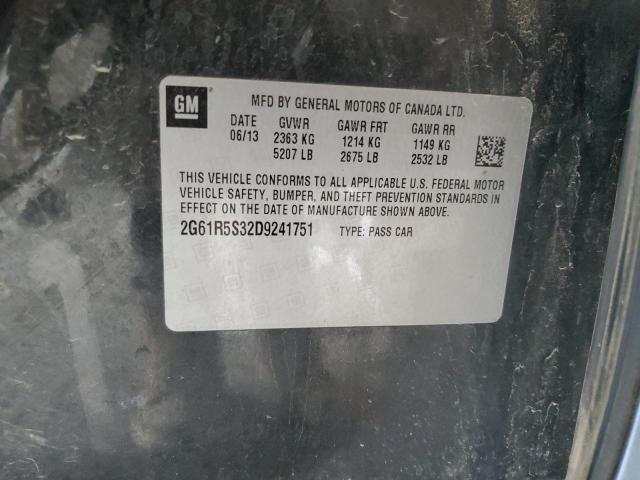 GM
MFD BY GENERAL MOTORS OF CANADA LTD.
DATE GVWR GAWR FRT GAWR RR
06/13 2363 KG 1214 KG 1149 KG
5207 LB 2675 LB 2532 LB
THIS VEHICLE CONFORMS TO ALL APPLICABLE U.S. FEDERAL MOTOR
VEHICLE SAFETY, BUMPER, AND THEFT PREVENTION STANDARDS IN
EFFECT ON THE DATE OF MANUFACTURE SHOWN ABOVE.
2G61R5S32D9241751 TYPE: PASS CAR